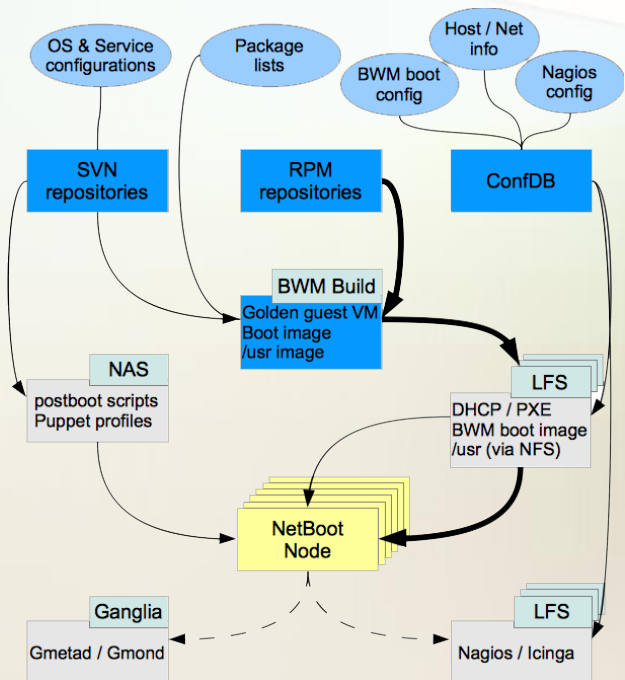 OS & Service
configurations
Package
lists
Host / Net
info
BWM boot
config
Nagios
config
SVN
repositories
RPM
repositories
ConfDB
BWM Build
Golden guest VM
Boot image
/usr image
NAS
postboot scripts
Puppet profiles
LFS
DHCP / PXE
BWM boot image
/usr (via NFS)
NetBoot
Node
Ganglia
Gmetad / Gmond
LFS
Nagios / Icinga